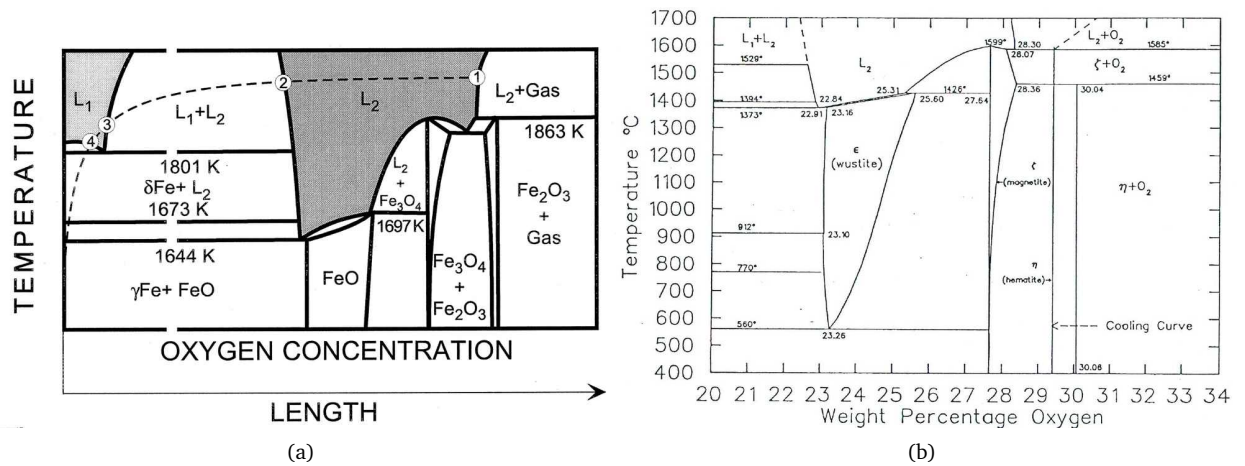 TEMPERATURE
L1
4
3
L1+L2
2
L2
1
L2+Gas
1801 K
δFe+ L2
1673 K
1644 K
γFe+ FeO
FeO
L2
+
Fe3O4
1697K
Fe3O4
+
Fe2O3
1863 K
Fe2O3
+
Gas
OXYGEN CONCENTRATION
LENGTH
(a)
Temperature °C
1700
1600
1500
1400
1300
1200
1100
1000
900
800
700
600
500
400
L1+L2
1529°
L2
1599°
28.30
28.07
L2+O2
1585°
ζ+O2
1459°
1394°
22.84
25.31
1426°
28.36
30.04
1373°
22.91
23.16
25.60
27.64
ε
(wustite)
ζ
(magnetite)
η+O2
912°
23.10
770°
η
(hematite)
560°
23.26
Cooling Curve
30.06
20 21 22 23 24 25 26 27 28 29 30 31 32 33 34
Weight Percentage Oxygen
(b)